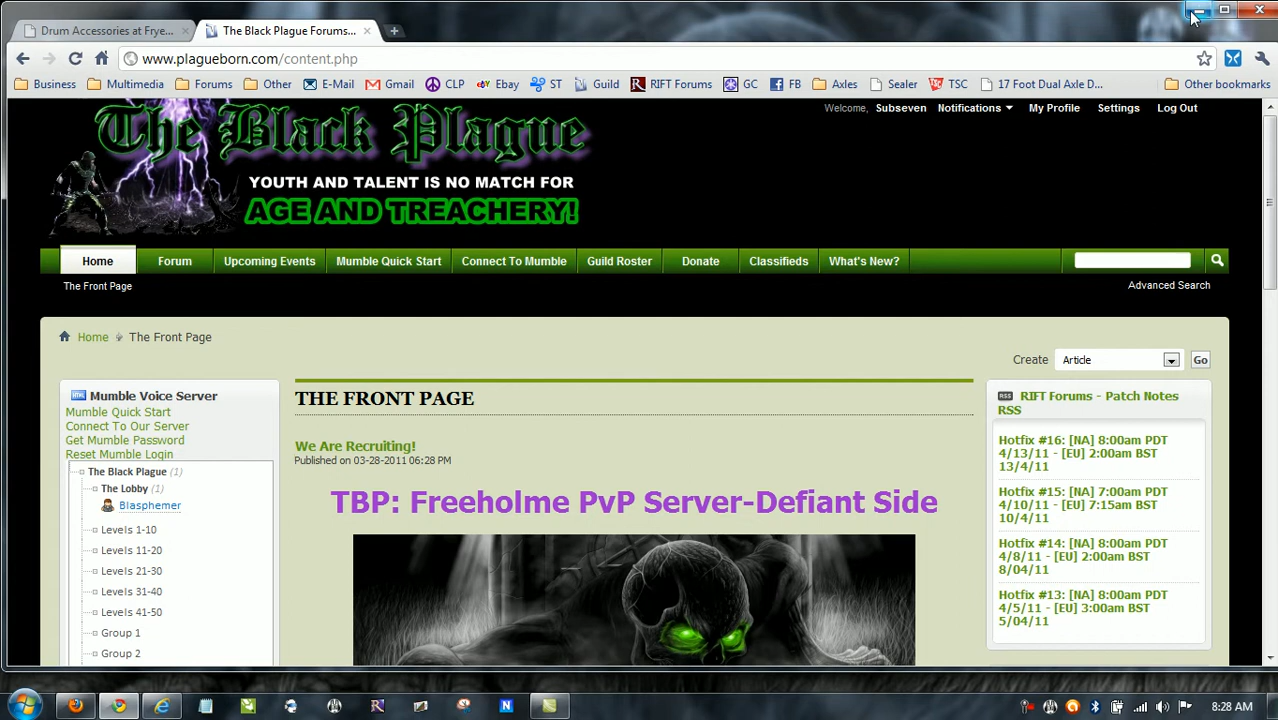 Drum Accessories at Frye...
The Black Plague Forums...
www.plagueborn.com/content.php
Business Multimedia Forums Other E-Mail Gmail CLP Ebay ST Guild RIFT Forums GC FB Axles Sealer TSC 17 Foot Dual Axle D... Other bookmarks
Welcome, Subseven Notifications My Profile Settings Log Out
The Black Plague
YOUTH AND TALENT IS NO MATCH FOR
AGE AND TREACHERY!
Home Forum Upcoming Events Mumble Quick Start Connect To Mumble Guild Roster Donate Classifieds What's New?
The Front Page
Advanced Search
Home The Front Page
Create Article Go
Mumble Voice Server
Mumble Quick Start
Connect To Our Server
Get Mumble Password
Reset Mumble Login
The Black Plague (1)
The Lobby (1)
Blasphemer
Levels 1-10
Levels 11-20
Levels 21-30
Levels 31-40
Levels 41-50
Group 1
Group 2
THE FRONT PAGE
We Are Recruiting!
Published on 03-28-2011 06:28 PM
TBP: Freeholme PvP Server-Defiant Side
RSS RIFT Forums - Patch Notes
RSS
Hotfix #16: [NA] 8:00am PDT
4/13/11 - [EU] 2:00am BST
13/4/11
Hotfix #15: [NA] 7:00am PDT
4/10/11 - [EU] 7:15am BST
10/4/11
Hotfix #14: [NA] 8:00am PDT
4/8/11 - [EU] 2:00am BST
8/04/11
Hotfix #13: [NA] 8:00am PDT
4/5/11 - [EU] 3:00am BST
5/04/11
8:28 AM